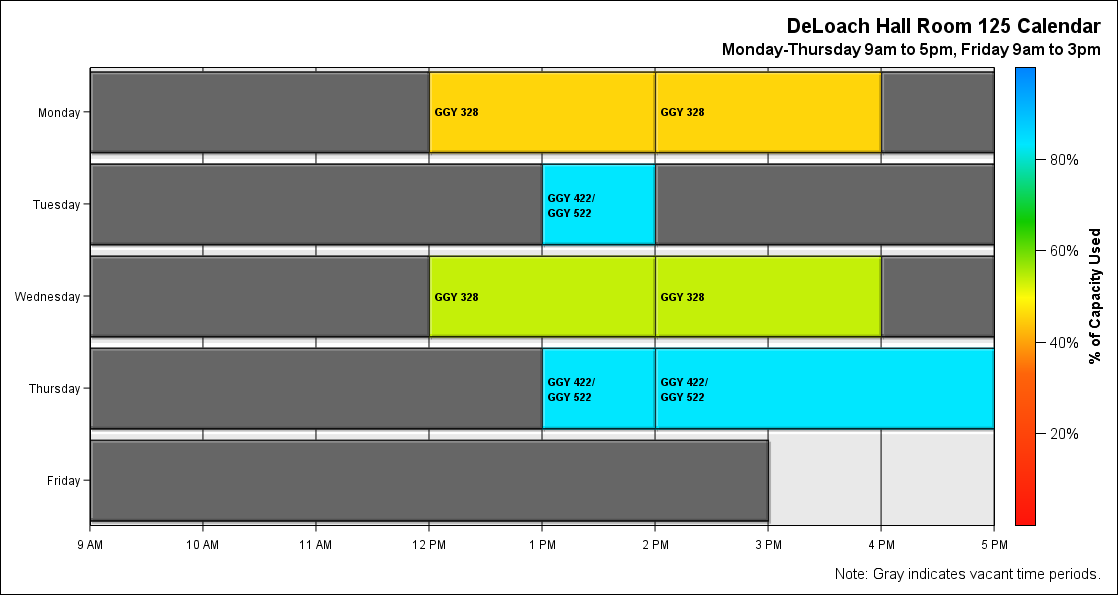 DeLoach Hall Room 125 Calendar
Monday-Thursday 9am to 5pm, Friday 9am to 3pm
Monday
GGY 328
GGY 328
Tuesday
GGY 422/
GGY 522
Wednesday
GGY 328
GGY 328
Thursday
GGY 422/
GGY 522
GGY 422/
GGY 522
Friday
9 AM
10 AM
11 AM
12 PM
1 PM
2 PM
3 PM
4 PM
5 PM
80%
60%
40%
20%
% of Capacity Used
Note: Gray indicates vacant time periods.